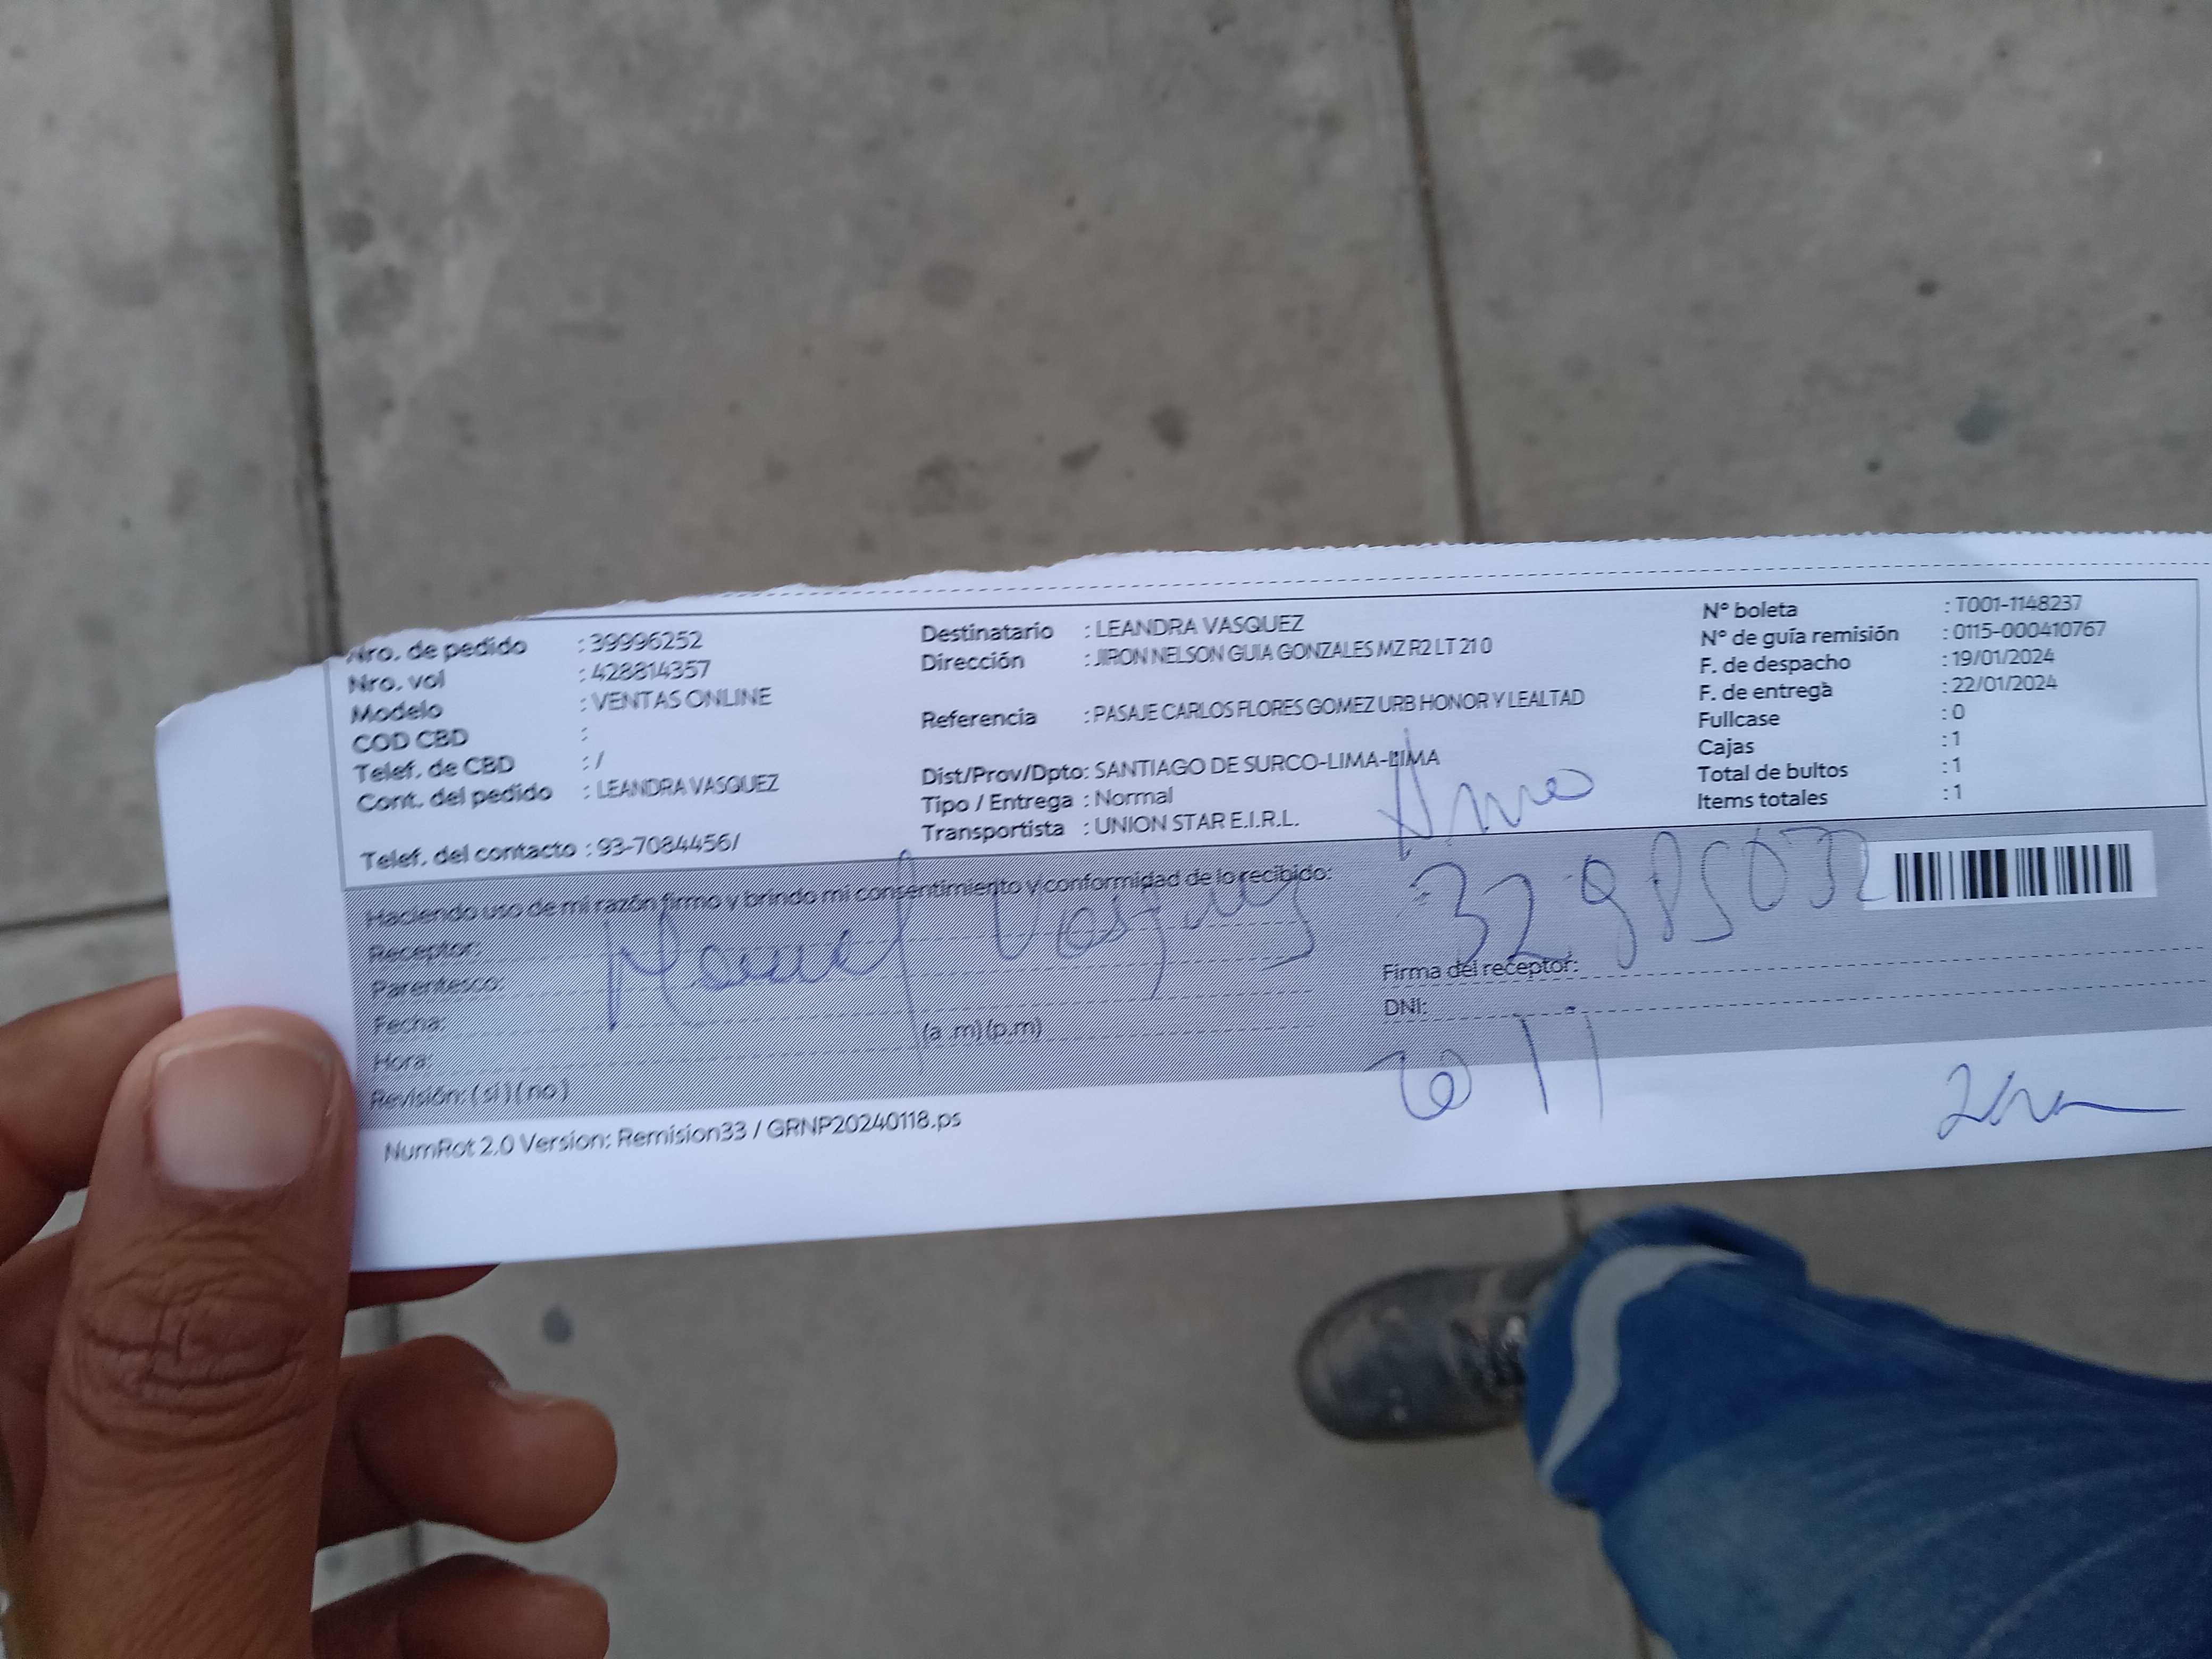 Nro. de pedido : 39996252
Nro. vol : 428814357
Modelo : VENTAS ONLINE
COD CBD :
Telef. de CBD : /
Cont. del pedido : LEANDRA VASQUEZ
Telef. del contacto : 93-7084456/
Destinatario : LEANDRA VASQUEZ
Dirección : JIRON NELSON GUIA GONZALES MZ R2 LT 21 0
Referencia : PASAJE CARLOS FLORES GOMEZ URB HONOR Y LEALTAD
Dist/Prov/Dpto: SANTIAGO DE SURCO-LIMA-LIMA
Tipo / Entrega : Normal
Transportista : UNION STAR E.I.R.L.
N° boleta : T001-1148237
N° de guía remisión : 0115-000410767
F. de despacho : 19/01/2024
F. de entrega : 22/01/2024
Fullcase : 0
Cajas : 1
Total de bultos : 1
Items totales : 1
Haciendo uso de mi razón firmo y brindo mi consentimiento y conformidad de lo recibido:
Receptor:
Vasquez
Parentesco:
Fecha:
Hora: (a .m) (p.m)
Revisión: ( si ) ( no )
Firma del receptor:
DNI:
NumRot 2.0 Version: Remision33 / GRNP20240118.ps